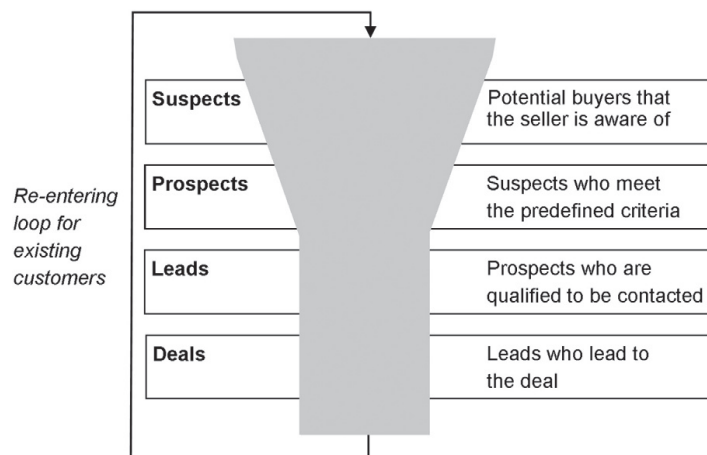 Suspects
Potential buyers that
the seller is aware of
Prospects
Suspects who meet
the predefined criteria
Re-entering
loop for
existing
customers
Leads
Prospects who are
qualified to be contacted
Deals
Leads who lead to
the deal